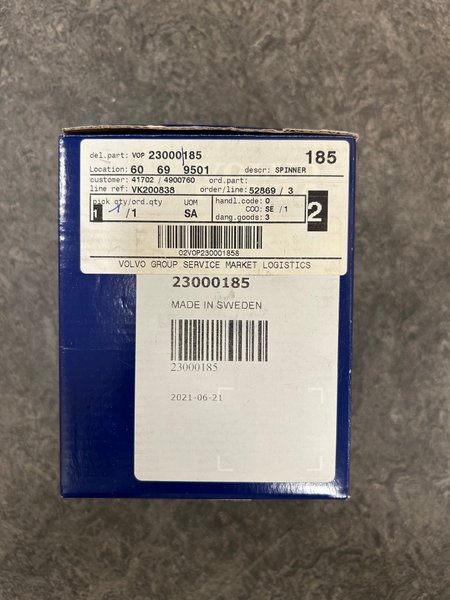 del.part: VOP 23000185 185
Location: 60 69 9501 descr: SPINNER
customer: 41702 / 4900760 ord.part:
line ref: VK200838 order/line: 52869 / 3
pick qty/ord.qty UOM handl.code: 0
COO: SE / 1
1 1 /1 SA dang.goods: 3 2
02VOP230001858
VOLVO GROUP SERVICE MARKET LOGISTICS
23000185
MADE IN SWEDEN
23000185
2021-06-21